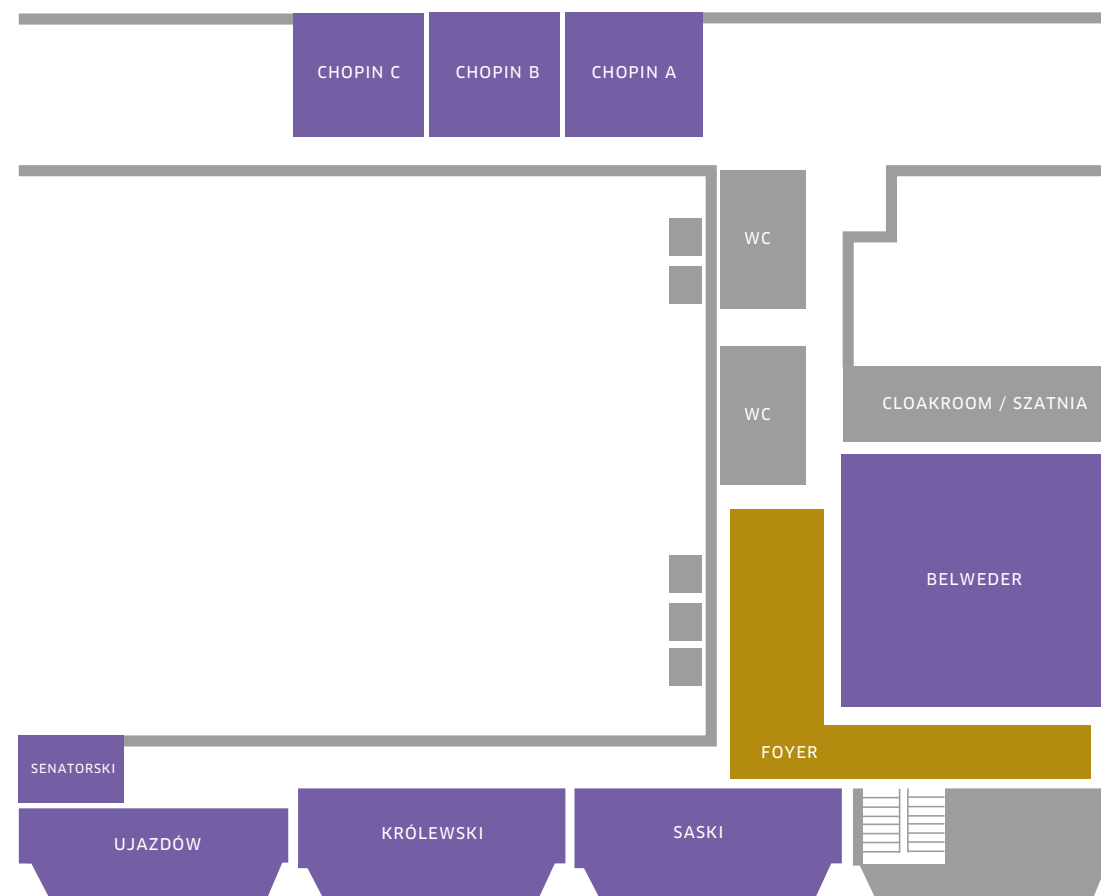 CHOPIN C
CHOPIN B
CHOPIN A
WC
WC
CLOAKROOM / SZATNIA
BELWEDER
FOYER
SENATORSKI
UJAZDÓW
KRÓLEWSKI
SASKI